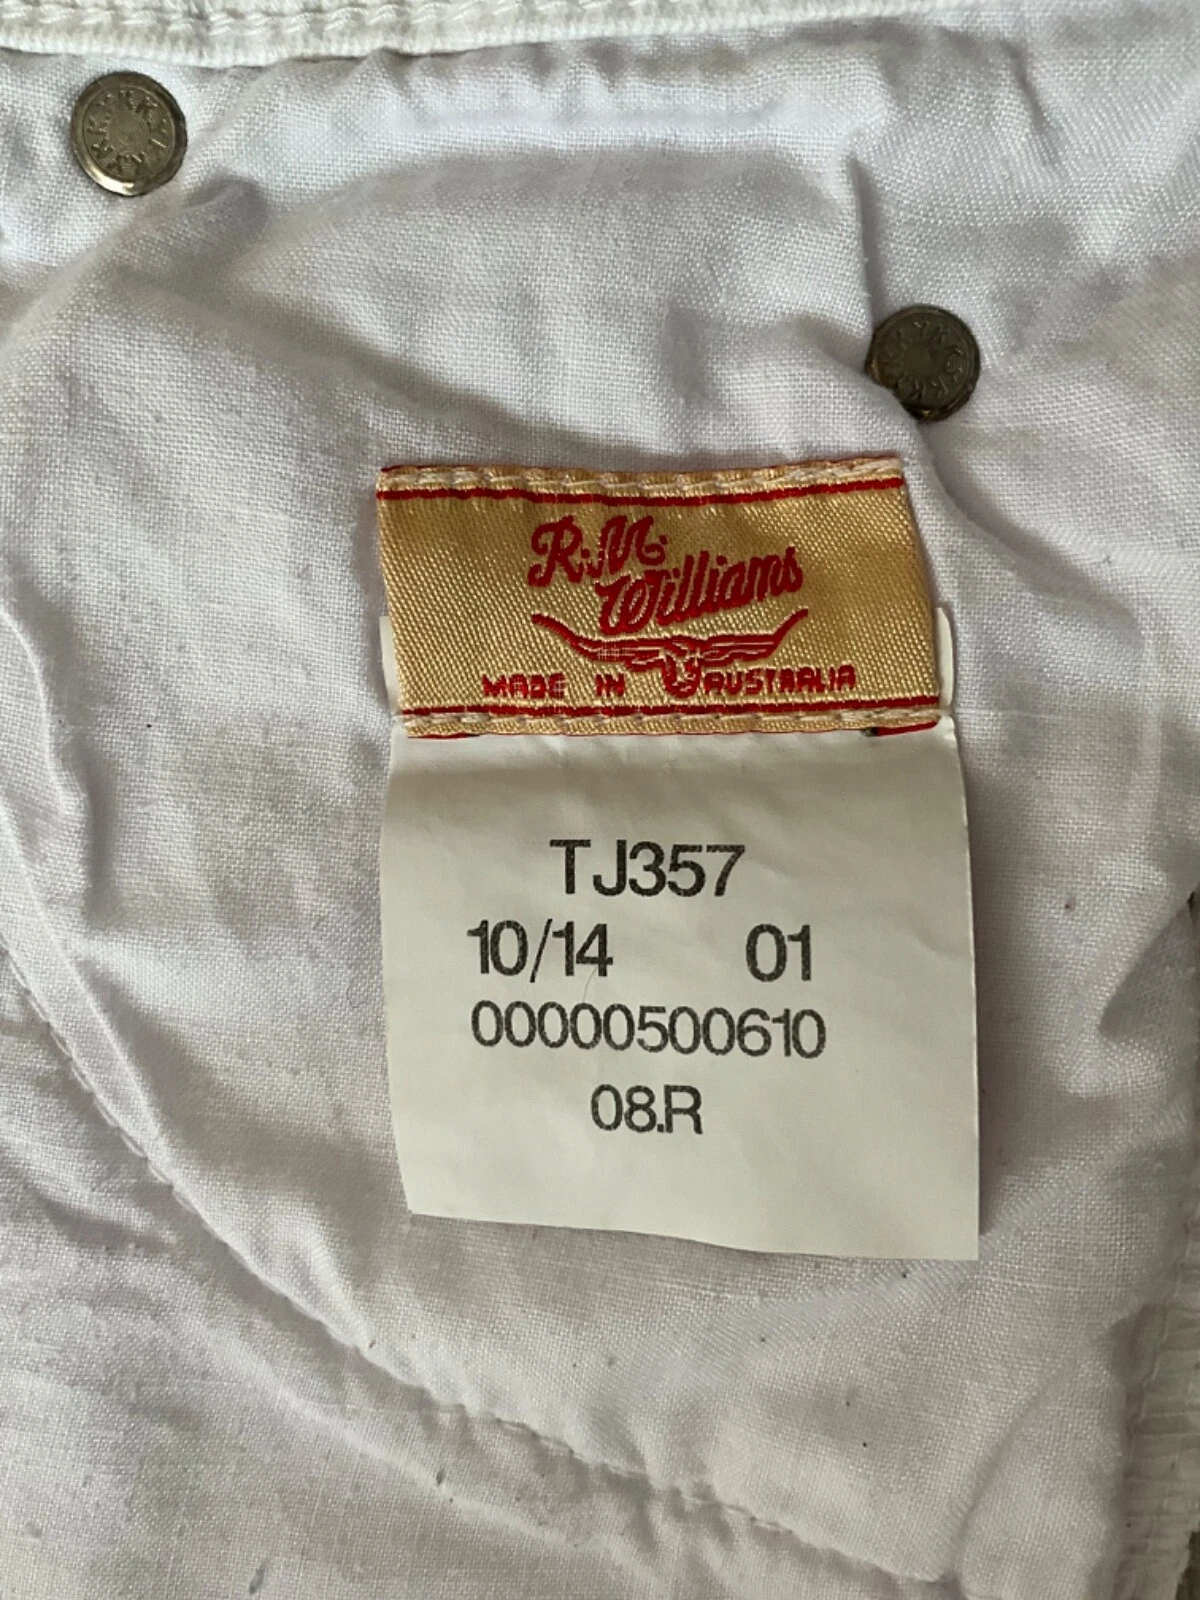 R.M.
Williams
MADE IN AUSTRALIA
TJ357
10/14 01
00000500610
08.R